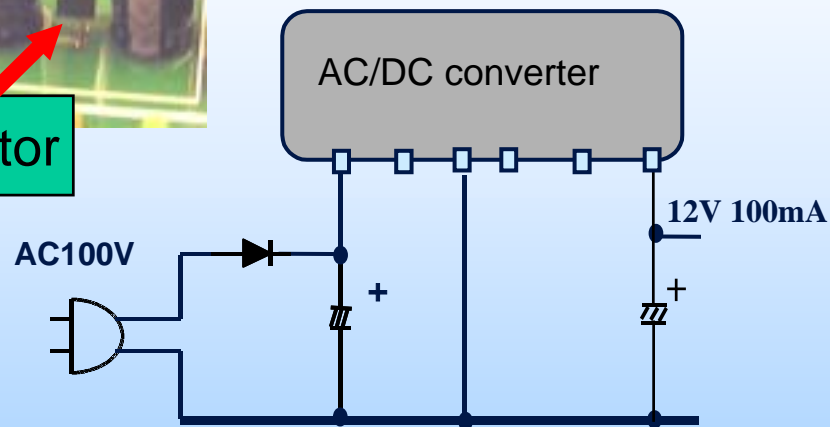 AC/DC converter
tor
12V 100mA
AC100V
+
+